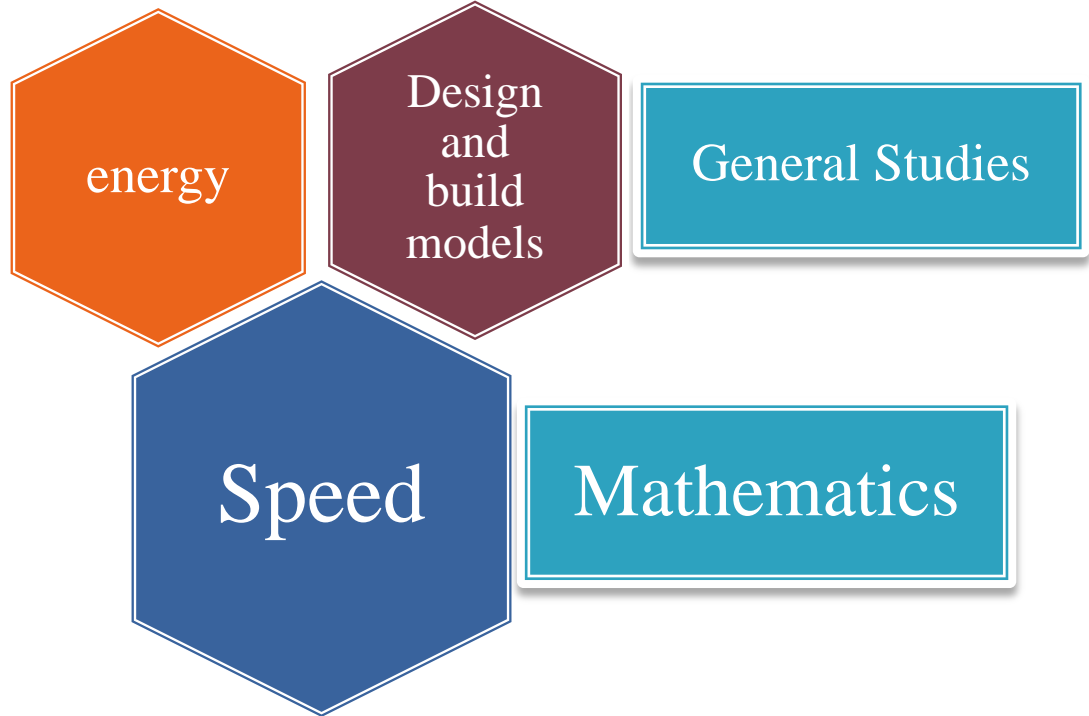 energy
Design
and
build
models
General Studies
Speed
Mathematics